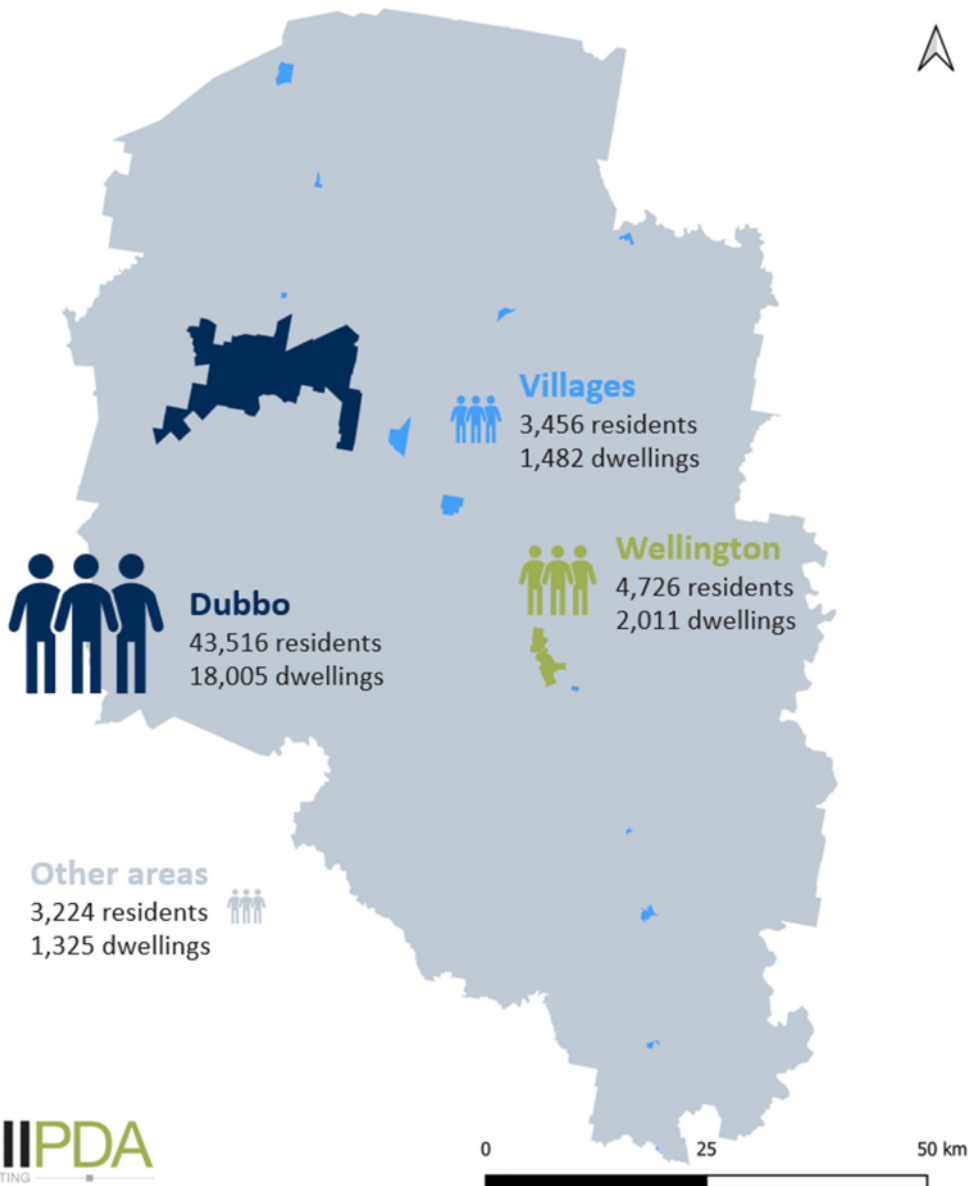 Villages
3,456 residents
1,482 dwellings
Wellington
4,726 residents
2,011 dwellings
Dubbo
43,516 residents
18,005 dwellings
Other areas
3,224 residents
1,325 dwellings
PDA
TING
0 25 50 km